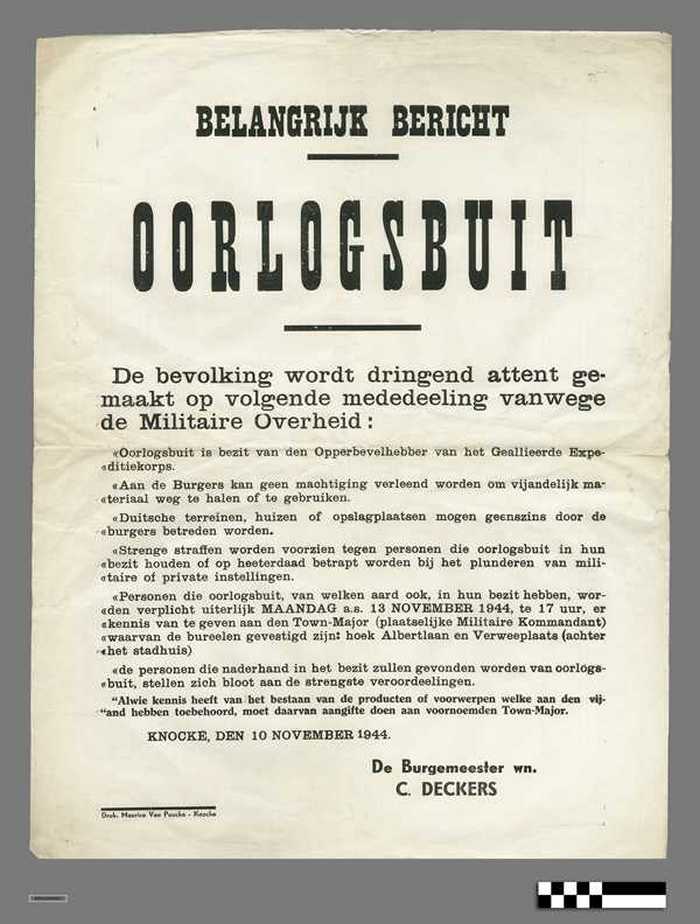 BELANGRIJK BERICHT
OORLOGSBUIT
De bevolking wordt dringend attent ge-
maakt op volgende mededeeling vanwege
de Militaire Overheid :
«Oorlogsbuit is bezit van den Opperbevelhebber van het Geallieerde Expe-
«ditiekorps.
«Aan de Burgers kan geen machtiging verleend worden om vijandelijk ma-
«teriaal weg te halen of te gebruiken.
«Duitsche terreinen, huizen of opslagplaatsen mogen geenszins door de
«burgers betreden worden.
«Strenge straffen worden voorzien tegen personen die oorlogsbuit in hun
«bezit houden of op heeterdaad betrapt worden bij het plunderen van mili-
«taire of private instellingen.
«Personen die oorlogsbuit, van welken aard ook, in hun bezit hebben, wor-
«den verplicht uiterlijk MAANDAG a.s. 13 NOVEMBER 1944, te 17 uur, er
«kennis van te geven aan den Town-Major (plaatselijke Militaire Kommandant)
«waarvan de bureelen gevestigd zijn: hoek Albertlaan en Verweeplaats (achter
«het stadhuis)
«de personen die naderhand in het bezit zullen gevonden worden van oorlogs-
«buit, stellen zich bloot aan de strengste veroordeelingen.
"Alwie kennis heeft van het bestaan van de producten of voorwerpen welke aan den vij-
"and hebben toebehoord, moet daarvan aangifte doen aan voornoemden Town-Major.
KNOCKE, DEN 10 NOVEMBER 1944.
De Burgemeester wn.
C. DECKERS
Druk. Maurice Van Poucke - Knocke